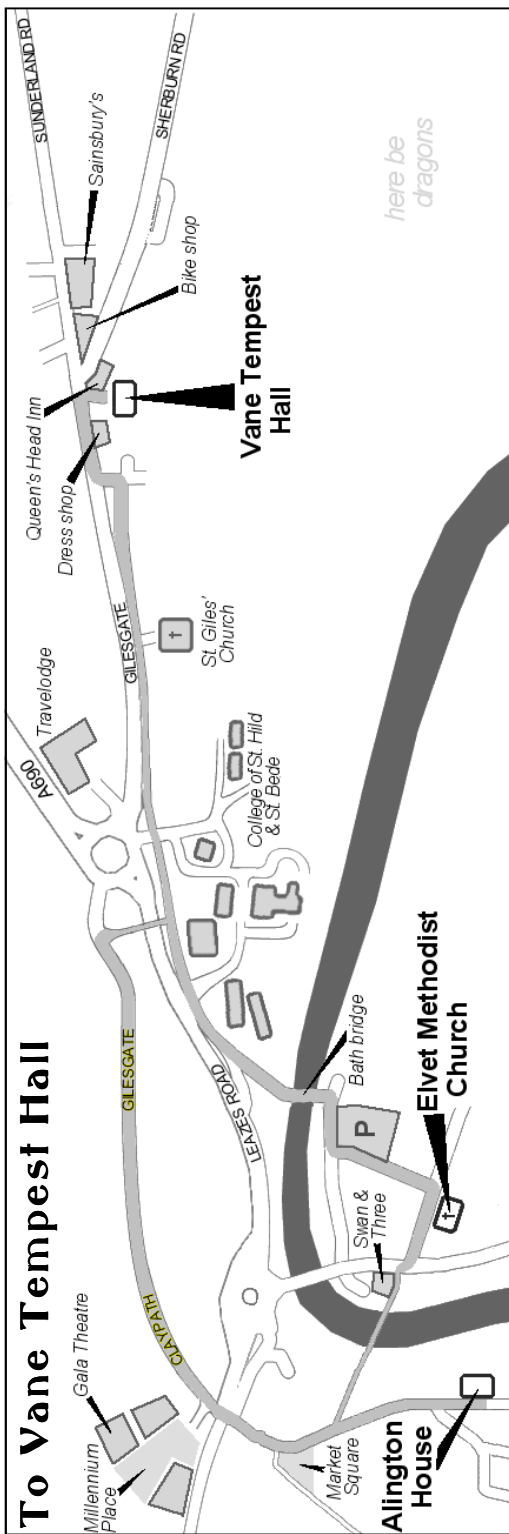 To Vane Tempest Hall
SUNDERLAND RD
Sainsbury's
SHERBURN RD
Bike shop
here be
dragons
Queen's Head Inn
Dress shop
Vane Tempest
Hall
GILESGATE
St. Giles'
Church
†
Travelodge
A690
College of St. Hild
& St. Bede
GILESGATE
LEAZES ROAD
Bath bridge
Elvet Methodist
Church
†
P
Swan &
Three
CLAYPATH
Gala Theatre
Millennium
Place
Market
Square
Alington
House